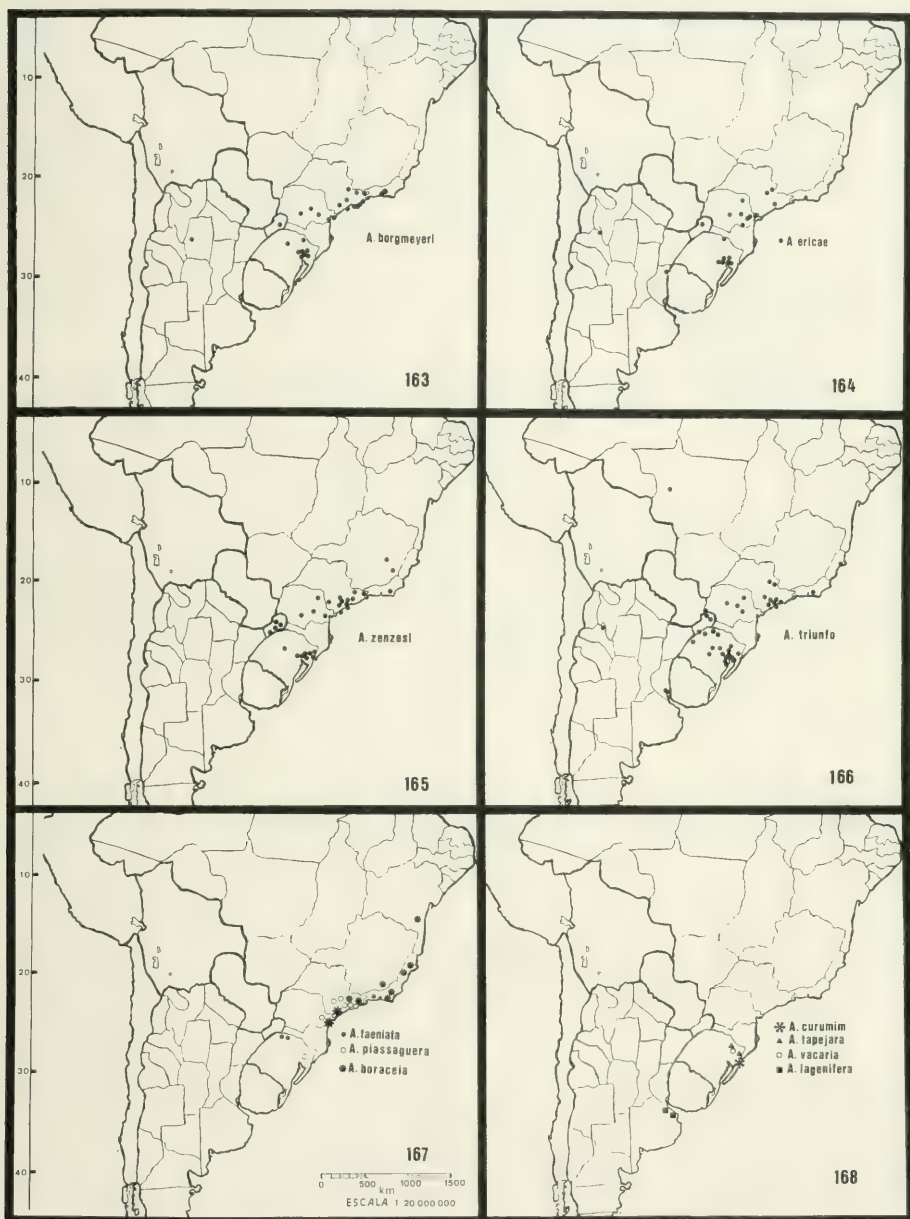 10
20
30
40
A. borgmeyeri
163
A ericae
164
10
20
30
40
A. zenzesi
165
A. triunfo
166
10
20
30
40
A. taeniata
A. piassaguera
A. boraceia
167
0 500 1000 1500
km
ESCALA 1 20 000 000
A. curumim
A. tapejara
A. vacaria
A. lagenifera
168